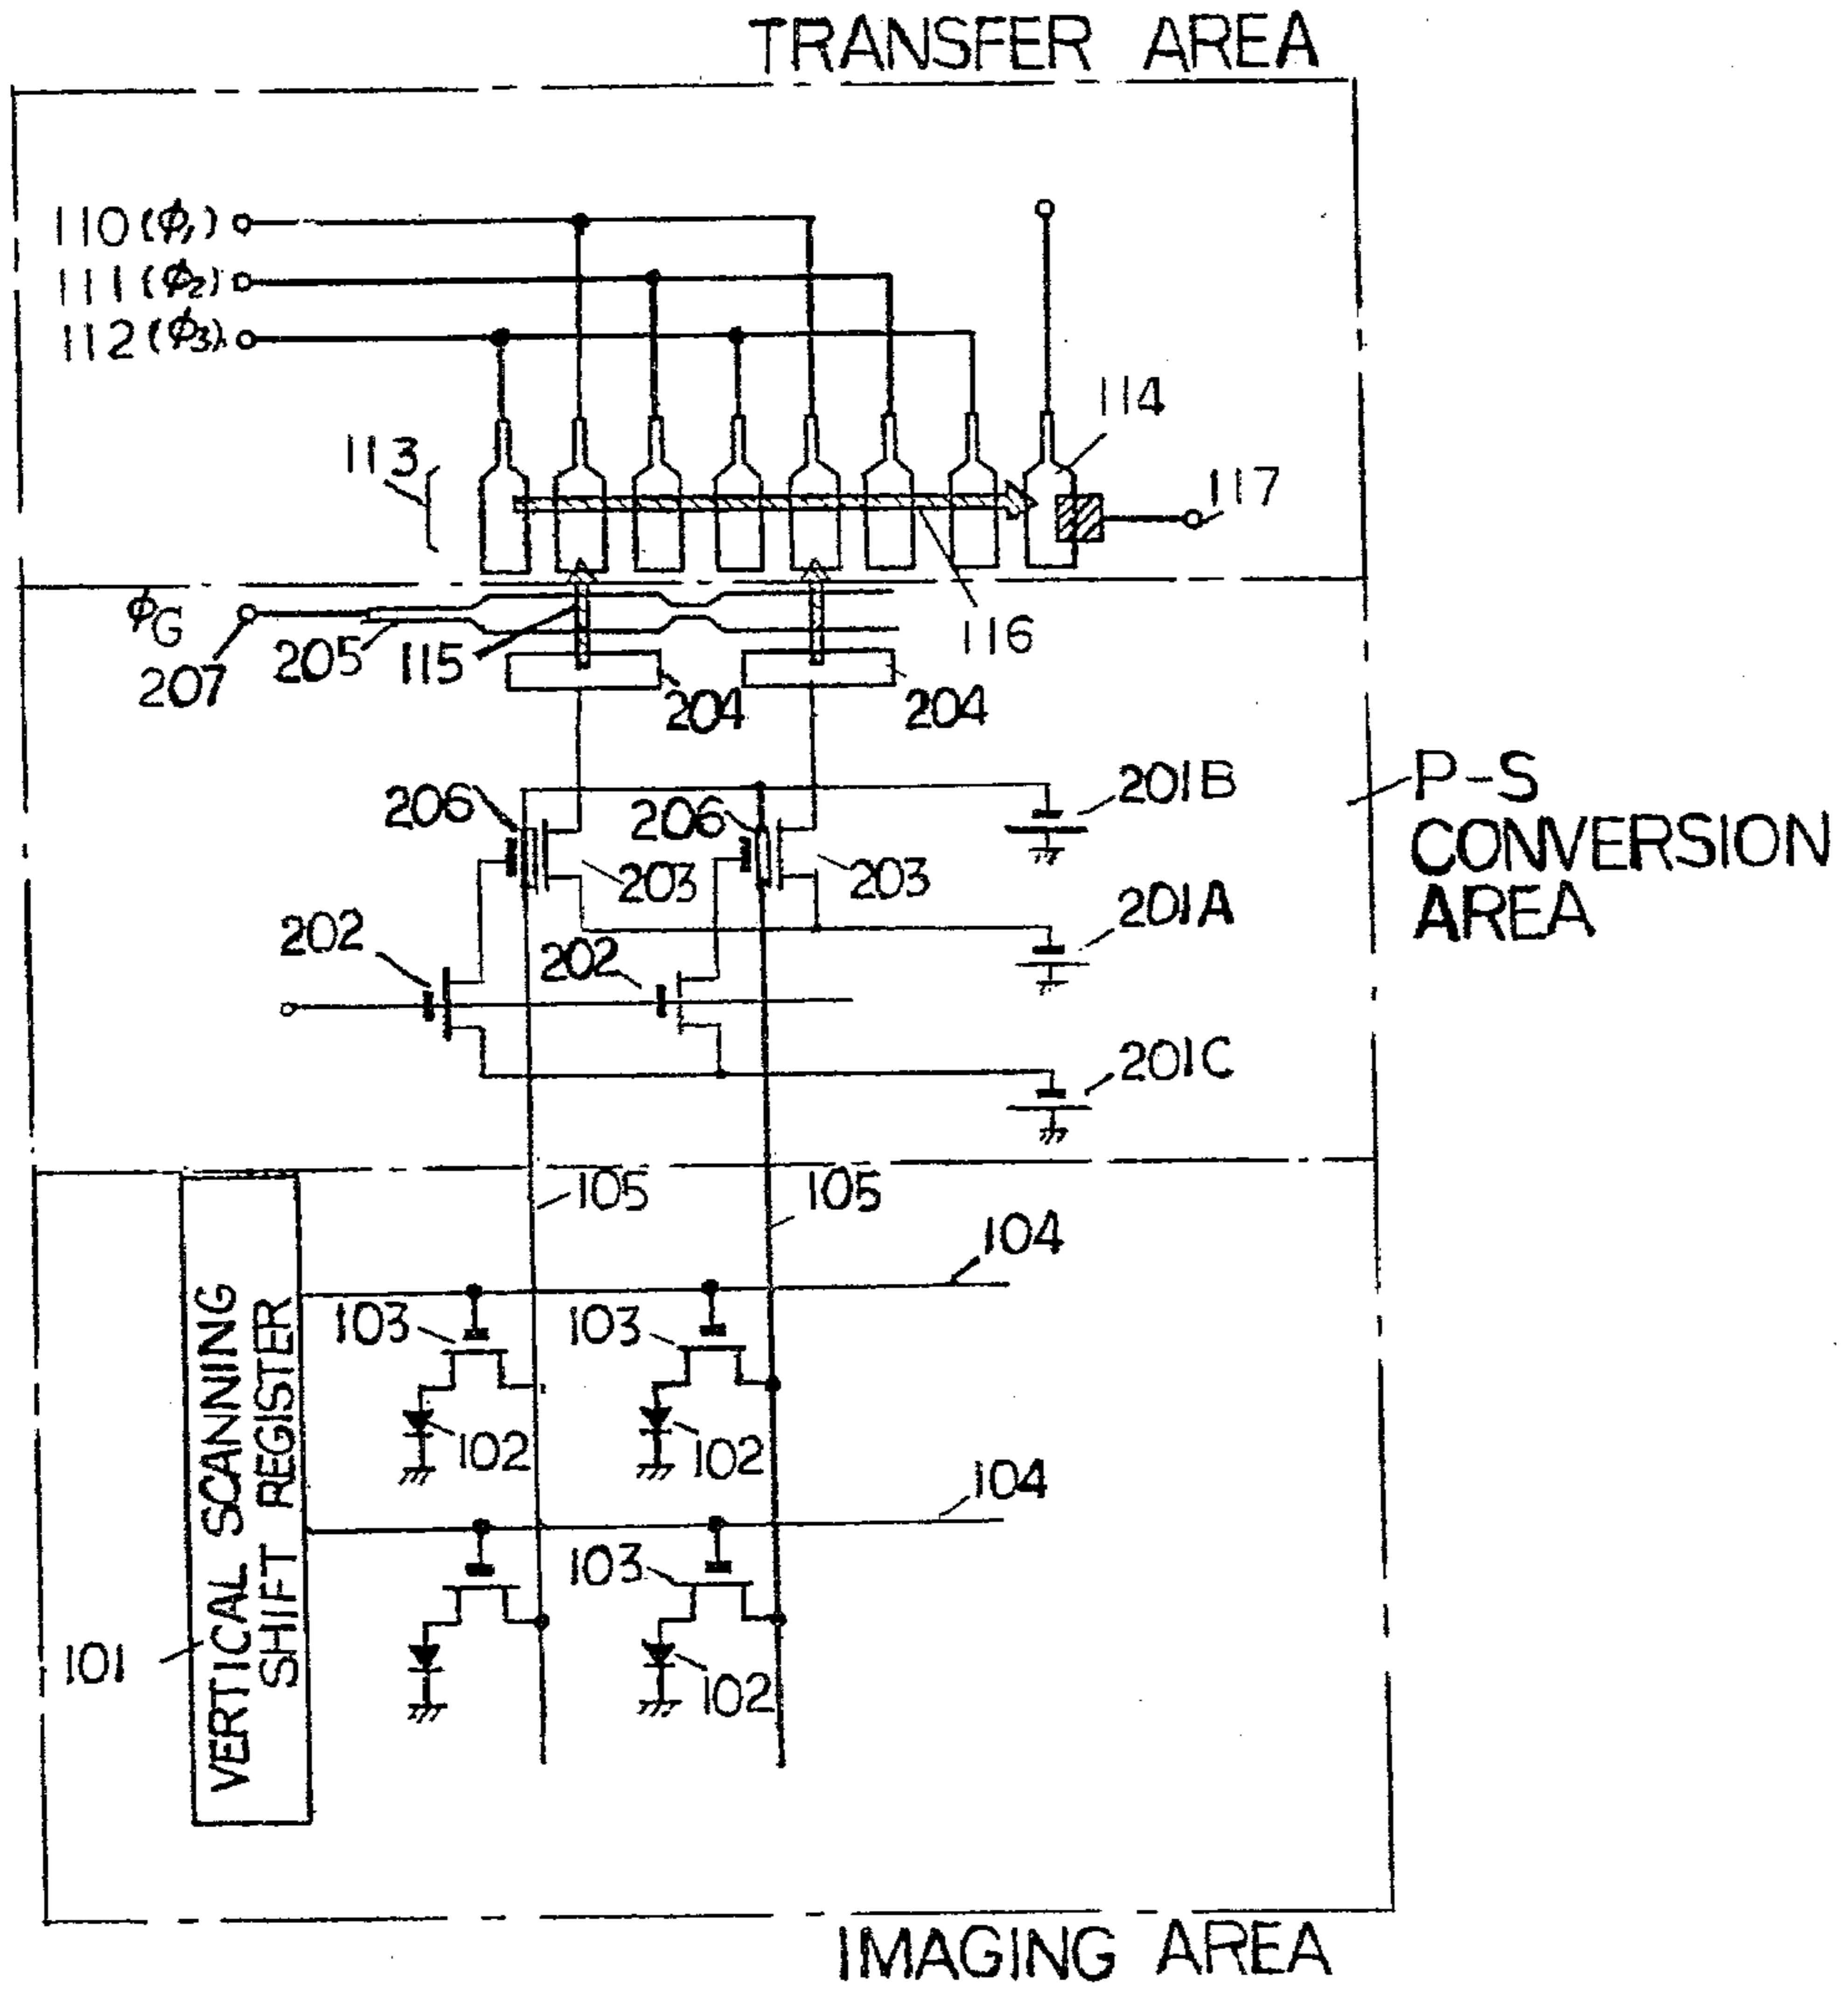 TRANSFER AREA
110(ϕ1)
111(ϕ2)
112(ϕ3)
114
113
117
ϕG
205
115
116
207
204
204
206
206
201B
P-S
CONVERSION
AREA
203
203
201A
202
202
201C
105
105
104
103
103
102
102
104
103
102
101
VERTICAL SCANNING
SHIFT REGISTER
IMAGING AREA